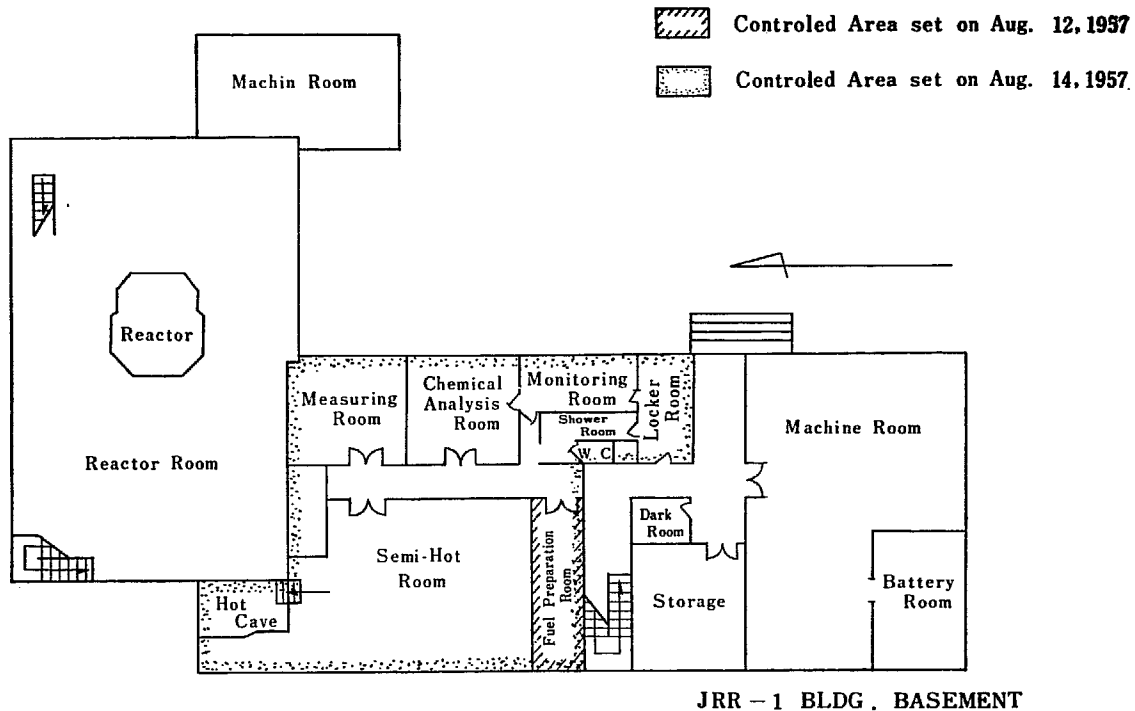 Controled Area set on Aug. 12, 1957
Controled Area set on Aug. 14, 1957
Machin Room
Reactor
Reactor Room
Measuring
Room
Chemical
Analysis
Room
Monitoring
Room
Shower
Room
W.C
Locker
Room
Machine Room
Dark
Room
Semi-Hot
Room
Fuel Preparation
Room
Storage
Battery
Room
Hot
Cave
JRR-1 BLDG. BASEMENT